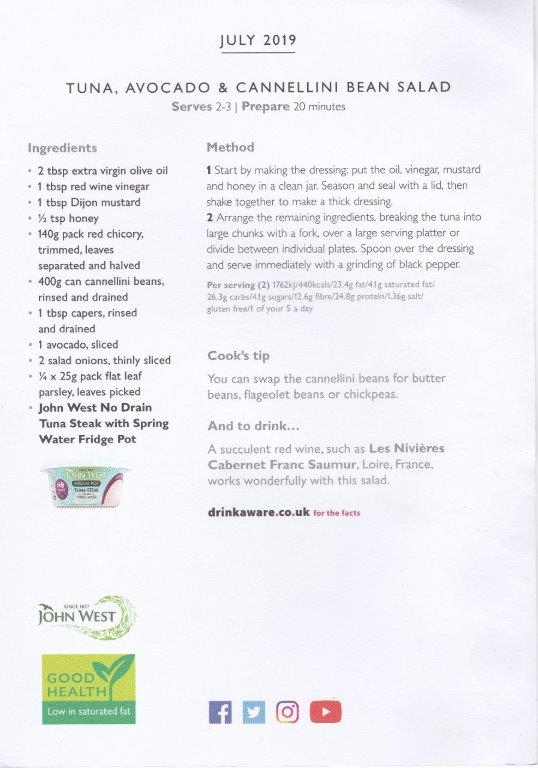 JULY 2019
TUNA, AVOCADO & CANNELLINI BEAN SALAD
Serves 2-3 | Prepare 20 minutes
Ingredients
• 2 tbsp extra virgin olive oil
• 1 tbsp red wine vinegar
• 1 tbsp Dijon mustard
• ½ tsp honey
• 140g pack red chicory,
trimmed, leaves
separated and halved
• 400g can cannellini beans,
rinsed and drained
• 1 tbsp capers, rinsed
and drained
• 1 avocado, sliced
• 2 salad onions, thinly sliced
• ¼ x 25g pack flat leaf
parsley, leaves picked
• John West No Drain
Tuna Steak with Spring
Water Fridge Pot
JOHN WEST
FRIDGE POT
TUNA STEAK
SINCE 1857
JOHN WEST
GOOD
HEALTH
Low in saturated fat
Method
1 Start by making the dressing: put the oil, vinegar, mustard
and honey in a clean jar. Season and seal with a lid, then
shake together to make a thick dressing.
2 Arrange the remaining ingredients, breaking the tuna into
large chunks with a fork, over a large serving platter or
divide between individual plates. Spoon over the dressing
and serve immediately with a grinding of black pepper.
Per serving (2) 1762kJ/440kcals/23.4g fat/4.1g saturated fat/
26.3g carbs/4.1g sugars/12.6g fibre/24.8g protein/1.36g salt/
gluten free/1 of your 5 a day
Cook's tip
You can swap the cannellini beans for butter
beans, flageolet beans or chickpeas.
And to drink...
A succulent red wine, such as Les Nivières
Cabernet Franc Saumur, Loire, France,
works wonderfully with this salad.
drinkaware.co.uk for the facts